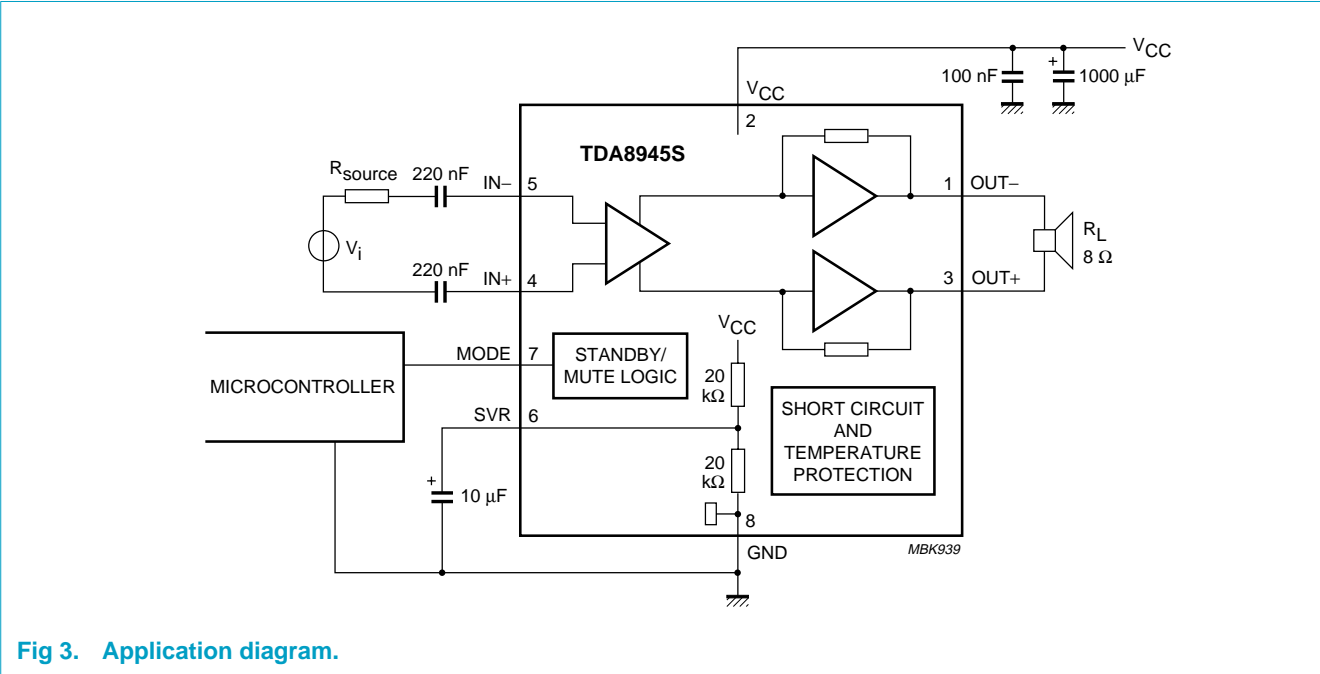 VCC
100 nF
+
1000 μF
VCC
2
TDA8945S
Rsource
220 nF
IN−
5
1
OUT−
Vi
RL
8 Ω
220 nF
IN+
4
3
OUT+
VCC
MODE
7
STANDBY/
MUTE LOGIC
MICROCONTROLLER
20
kΩ
SVR
6
SHORT CIRCUIT
AND
TEMPERATURE
PROTECTION
20
kΩ
+
10 μF
8
GND
MBK939
Fig 3. Application diagram.